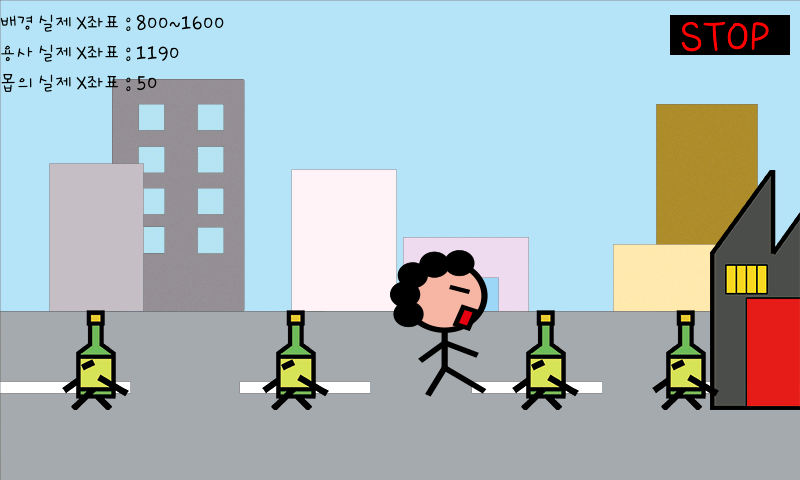 배경 실제 X좌표 : 800~1600
용사 실제 X좌표 : 1190
몹의 실제 X좌표 : 50
STOP